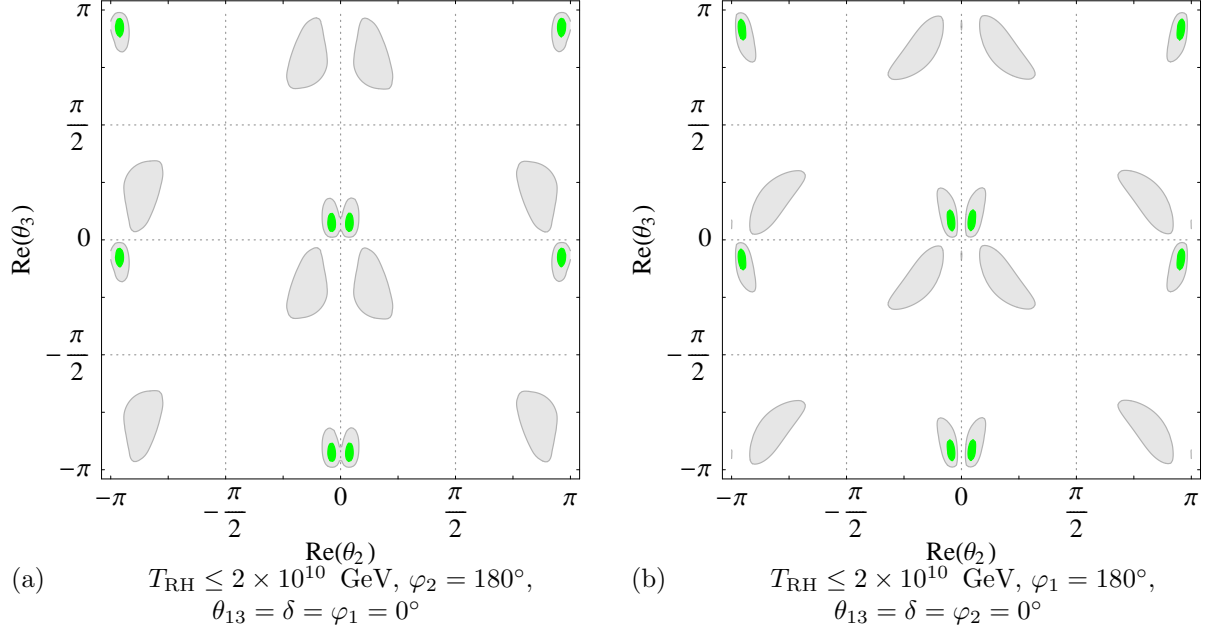 π
π
2
0
− π
2
−π
−π
− π
2
0
π
2
π
Re(θ3)
Re(θ2)
π
π
2
0
− π
2
−π
−π
− π
2
0
π
2
π
Re(θ3)
Re(θ2)
(a) T_RH ≤ 2 × 10^10 GeV, φ2 = 180°,
θ13 = δ = φ1 = 0°
(b) T_RH ≤ 2 × 10^10 GeV, φ1 = 180°,
θ13 = δ = φ2 = 0°